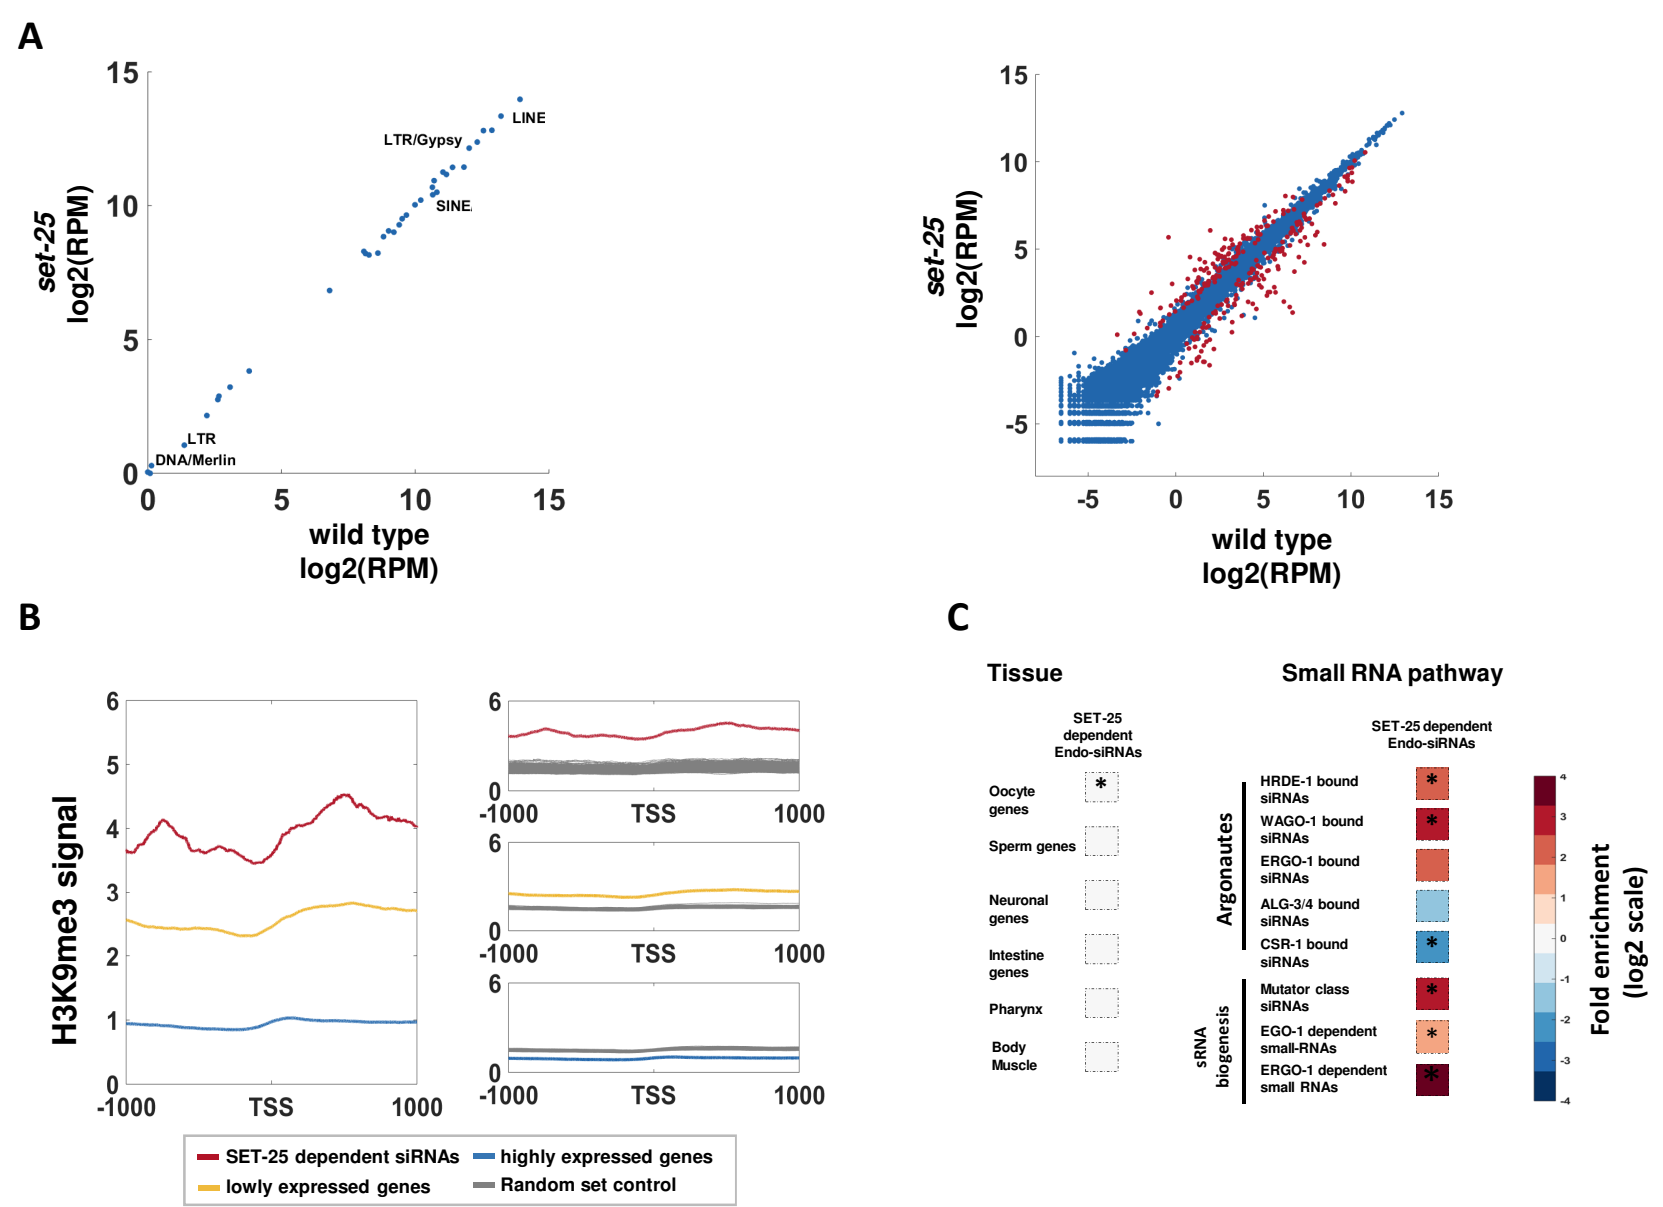 A
15
10
5
0
0
5
10
15
set-25
log2(RPM)
LINE
LTR/Gypsy
SINE
LTR
DNA/Merlin
wild type
log2(RPM)
15
10
5
0
-5
-5
0
5
10
15
set-25
log2(RPM)
wild type
log2(RPM)
B
H3K9me3 signal
6
5
4
3
2
1
0
-1000
TSS
1000
6
0
-1000
TSS
1000
6
0
-1000
TSS
1000
6
0
-1000
TSS
1000
SET-25 dependent siRNAs
highly expressed genes
lowly expressed genes
Random set control
C
Tissue
SET-25
dependent
Endo-siRNAs
Oocyte
genes
*
Sperm genes
Neuronal
genes
Intestine
genes
Pharynx
Body
Muscle
Small RNA pathway
SET-25 dependent
Endo-siRNAs
Argonautes
HRDE-1 bound
siRNAs
*
WAGO-1 bound
siRNAs
*
ERGO-1 bound
siRNAs
ALG-3/4 bound
siRNAs
CSR-1 bound
siRNAs
*
sRNA
biogenesis
Mutator class
siRNAs
*
EGO-1 dependent
small-RNAs
*
ERGO-1 dependent
small RNAs
*
4
3
2
1
0
-1
-2
-3
-4
Fold enrichment
(log2 scale)